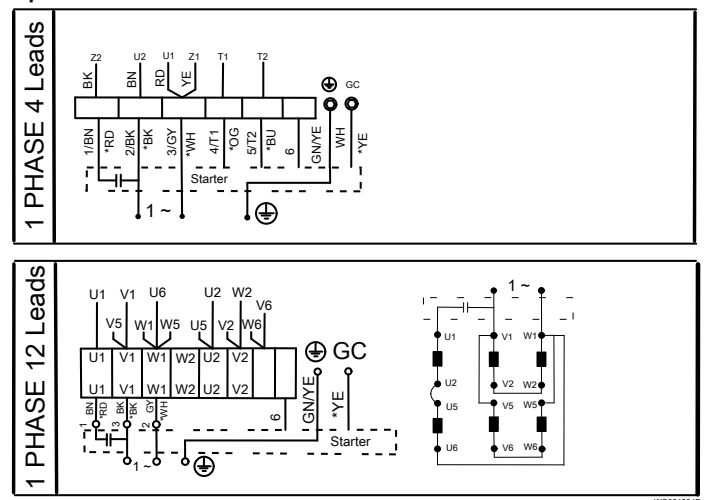 1 PHASE 4 Leads
Z2 U2 U1 Z1 T1 T2
BK BN RD YE
GC
1/BN *RD 2/BK *BK 3/GY *WH 4/T1 *OG 5/T2 *BU 6 GN/YE WH *YE
Starter
1 ~
1 PHASE 12 Leads
U1 V1 U6 U2 W2
V6
V5 W1 W5 U5 V2 W6
U1 V1 W1 W2 U2 V2
U1 V1 W1 W2 U2 V2
GC
1 BN *RD 3 BK *BK 2 GY *WH 6 GN/YE *YE
Starter
1 ~
1 ~
U1 V1 W1
U2 V2 W2
U5 V5 W5
U6 V6 W6